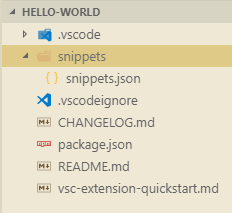 HELLO-WORLD
.vscode
snippets
{ } snippets.json
.vscodeignore
CHANGELOG.md
package.json
README.md
vsc-extension-quickstart.md